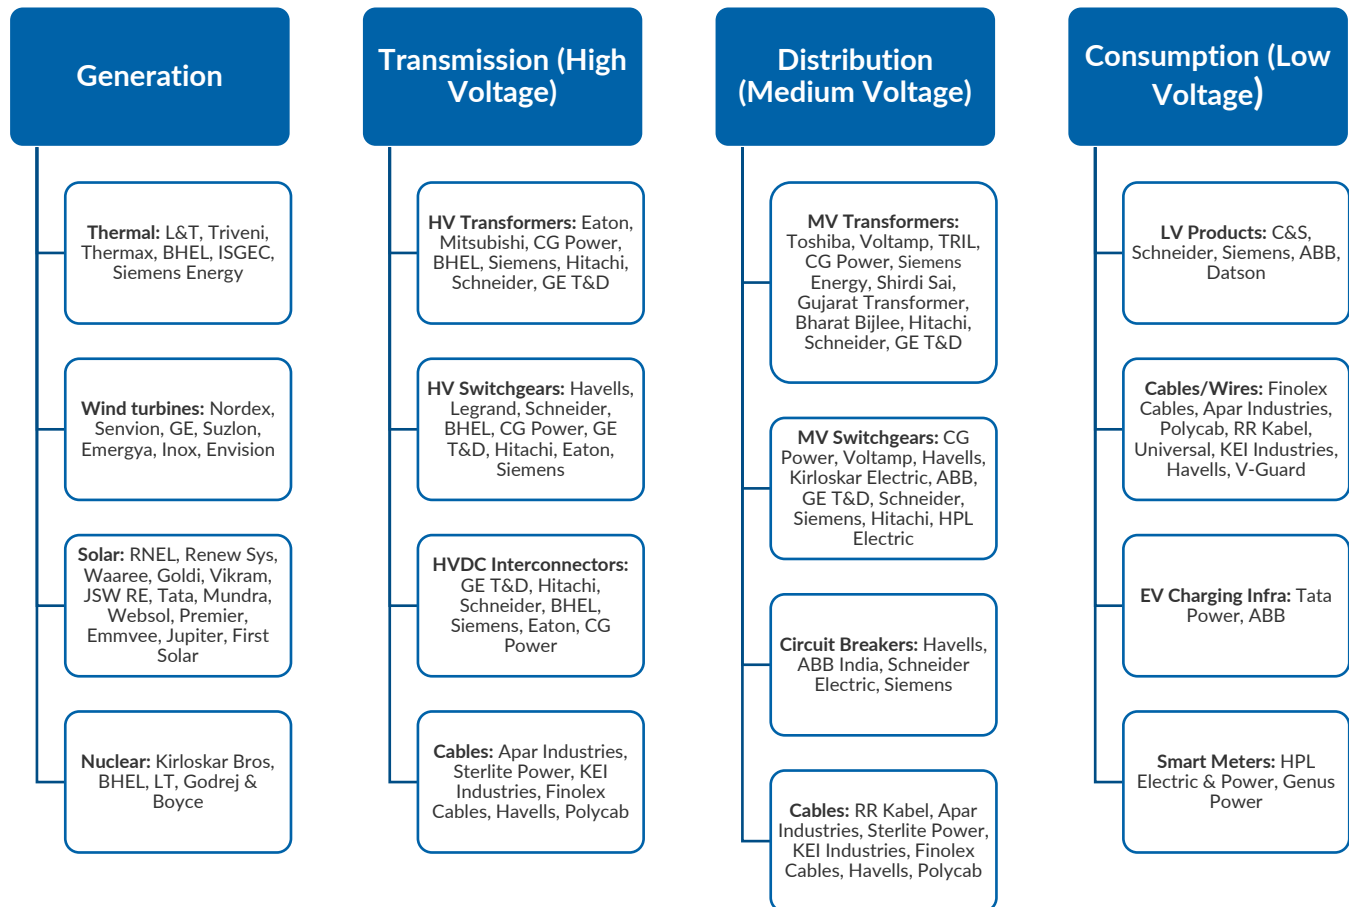 Generation
Thermal: L&T, Triveni,
Thermax, BHEL, ISGEC,
Siemens Energy
Wind turbines: Nordex,
Senvion, GE, Suzlon,
Emergya, Inox, Envision
Solar: RNEL, Renew Sys,
Waaree, Goldi, Vikram,
JSW RE, Tata, Mundra,
Websol, Premier,
Emmvee, Jupiter, First
Solar
Nuclear: Kirloskar Bros,
BHEL, LT, Godrej &
Boyce
Transmission (High
Voltage)
HV Transformers: Eaton,
Mitsubishi, CG Power,
BHEL, Siemens, Hitachi,
Schneider, GE T&D
HV Switchgears: Havells,
Legrand, Schneider,
BHEL, CG Power, GE
T&D, Hitachi, Eaton,
Siemens
HVDC Interconnectors:
GE T&D, Hitachi,
Schneider, BHEL,
Siemens, Eaton, CG
Power
Cables: Apar Industries,
Sterlite Power, KEI
Industries, Finolex
Cables, Havells, Polycab
Distribution
(Medium Voltage)
MV Transformers:
Toshiba, Voltamp, TRIL,
CG Power, Siemens
Energy, Shirdi Sai,
Gujarat Transformer,
Bharat Bijlee, Hitachi,
Schneider, GE T&D
MV Switchgears: CG
Power, Voltamp, Havells,
Kirloskar Electric, ABB,
GE T&D, Schneider,
Siemens, Hitachi, HPL
Electric
Circuit Breakers: Havells,
ABB India, Schneider
Electric, Siemens
Cables: RR Kabel, Apar
Industries, Sterlite Power,
KEI Industries, Finolex
Cables, Havells, Polycab
Consumption (Low
Voltage)
LV Products: C&S,
Schneider, Siemens, ABB,
Datson
Cables/Wires: Finolex
Cables, Apar Industries,
Polycab, RR Kabel,
Universal, KEI Industries,
Havells, V-Guard
EV Charging Infra: Tata
Power, ABB
Smart Meters: HPL
Electric & Power, Genus
Power